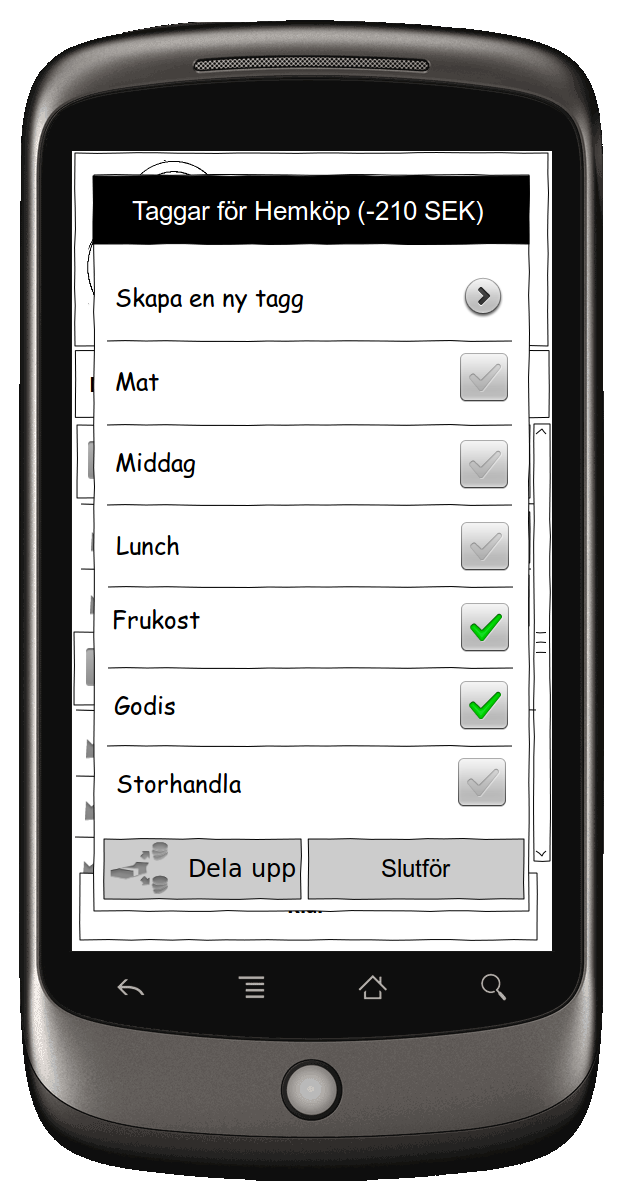 Taggar för Hemköp (-210 SEK)
Skapa en ny tagg
Mat
Middag
Lunch
Frukost
Godis
Storhandla
Dela upp
Slutför